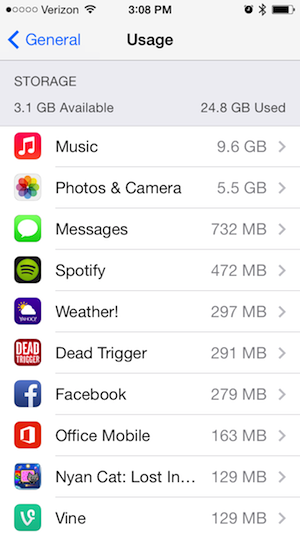 Verizon 3:08 PM
General Usage
STORAGE
3.1 GB Available 24.8 GB Used
Music 9.6 GB
Photos & Camera 5.5 GB
Messages 732 MB
Spotify 472 MB
YAHOO! Weather! 297 MB
DEAD TRIGGER Dead Trigger 291 MB
Facebook 279 MB
Office Mobile 163 MB
Nyan Cat: Lost In... 129 MB
Vine 129 MB